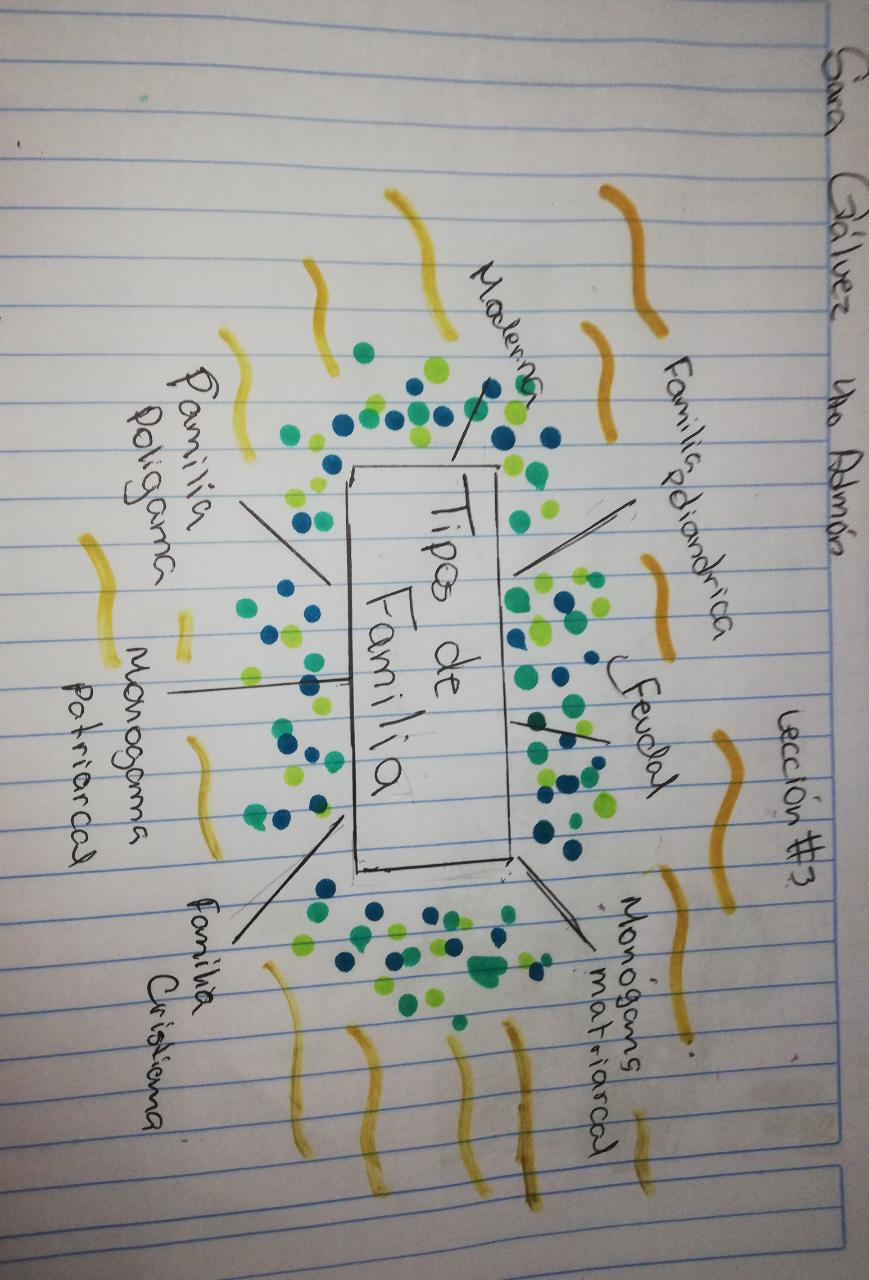 Sara Gálvez 4to Admón
Lección #3
Tipos de
Familia
Moderna
Familia poliandrica
Feudal
Monógama
matriarcal
Familia
Cristiana
Monogama
Patriarcal
Familia
Poligama